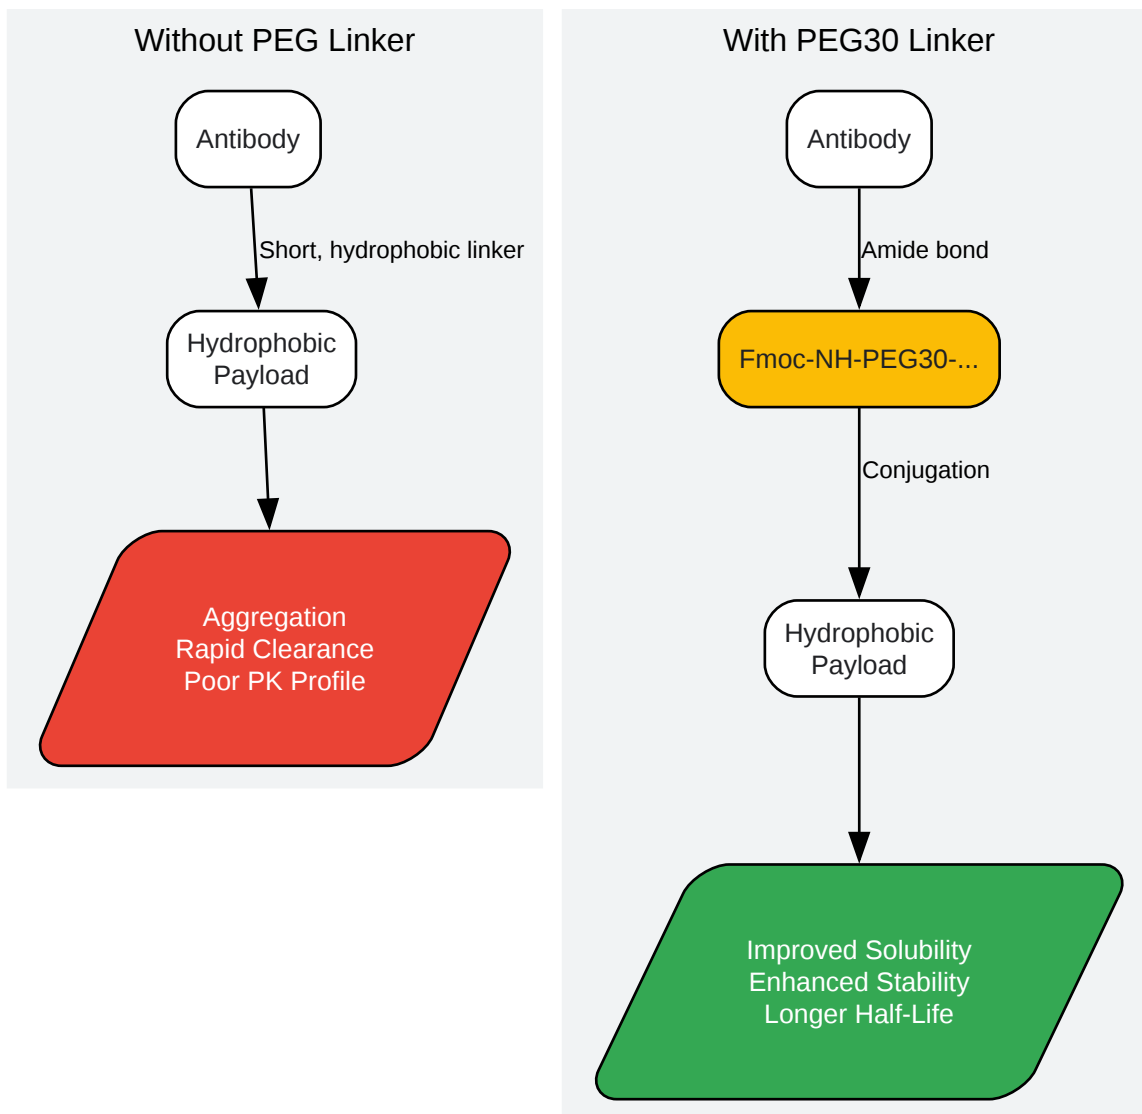 Without PEG Linker
Antibody
Short, hydrophobic linker
Hydrophobic
Payload
Aggregation
Rapid Clearance
Poor PK Profile
With PEG30 Linker
Antibody
Amide bond
Fmoc-NH-PEG30-...
Conjugation
Hydrophobic
Payload
Improved Solubility
Enhanced Stability
Longer Half-Life